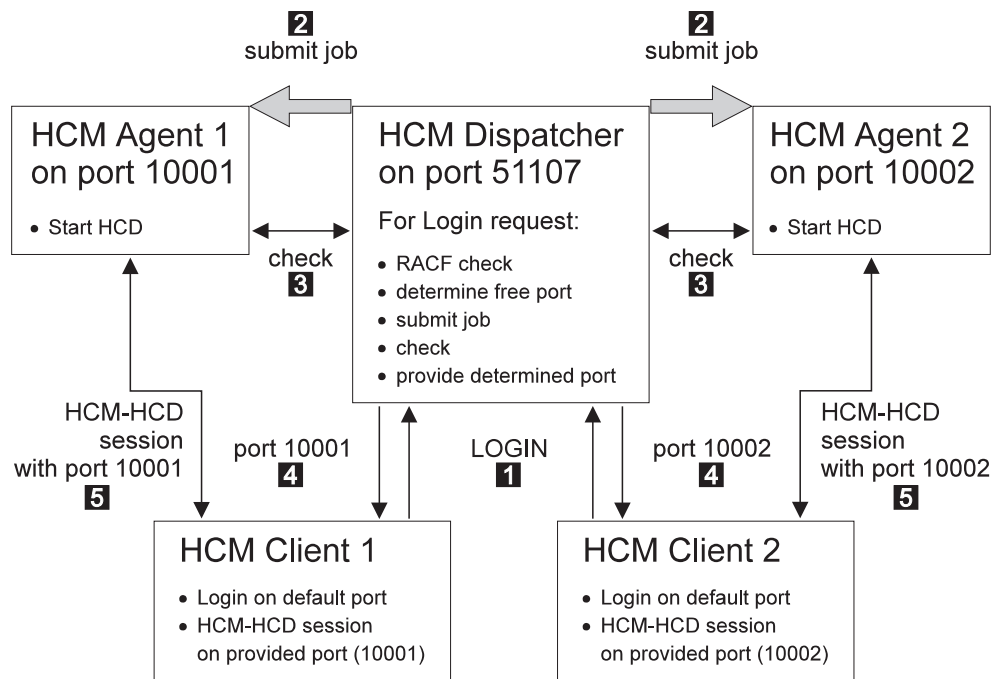 2
submit job
2
submit job
HCM Agent 1
on port 10001
• Start HCD
HCM Dispatcher
on port 51107
For Login request:
• RACF check
• determine free port
• submit job
• check
• provide determined port
HCM Agent 2
on port 10002
• Start HCD
check
3
check
3
HCM-HCD
session
with port 10001
5
port 10001
4
LOGIN
1
port 10002
4
HCM-HCD
session
with port 10002
5
HCM Client 1
• Login on default port
• HCM-HCD session
on provided port (10001)
HCM Client 2
• Login on default port
• HCM-HCD session
on provided port (10002)